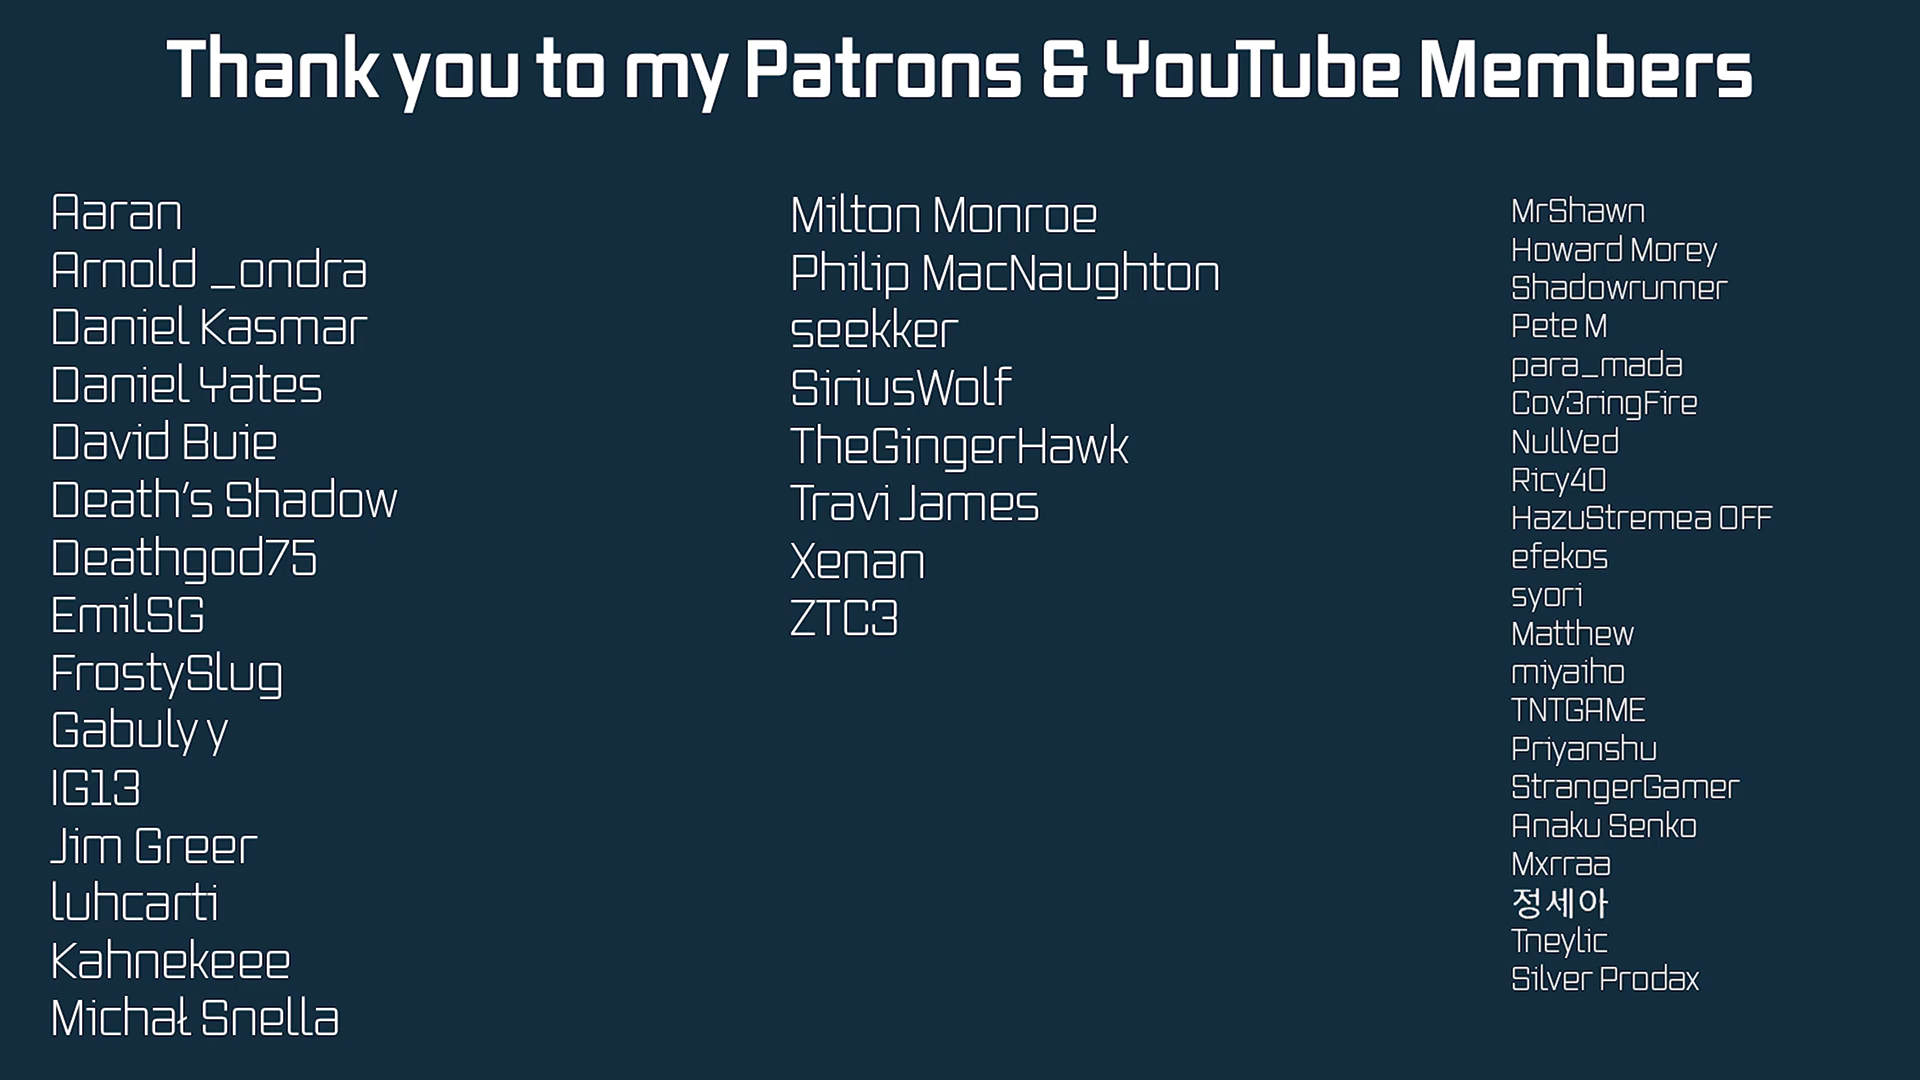 Thank you to my Patrons & YouTube Members
Aaran
Arnold _ondra
Daniel Kasmar
Daniel Yates
David Buie
Death's Shadow
Deathgod75
EmilSG
FrostySlug
Gabuly y
IG13
Jim Greer
luhcarti
Kahnekeee
Michał Snella
Milton Monroe
Philip MacNaughton
seekker
SiriusWolf
TheGingerHawk
Travi James
Xenan
ZTC3
MrShawn
Howard Morey
Shadowrunner
Pete M
para_mada
Cov3ringFire
NullVed
Ricy40
HazuStremea OFF
efekos
syori
Matthew
miyaiho
TNTGAME
Priyanshu
StrangerGamer
Anaku Senko
Mxrraa
정세아
Tneylic
Silver Prodax